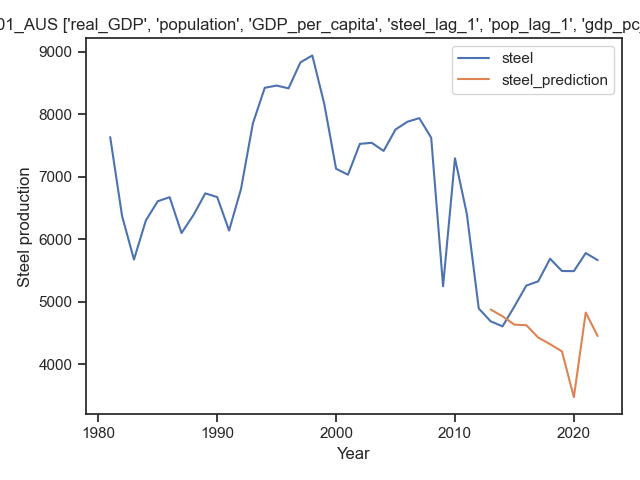 01_AUS ['real_GDP', 'population', 'GDP_per_capita', 'steel_lag_1', 'pop_lag_1', 'gdp_pc
steel
steel_prediction
9000
8000
7000
6000
5000
4000
Steel production
1980
1990
2000
2010
2020
Year